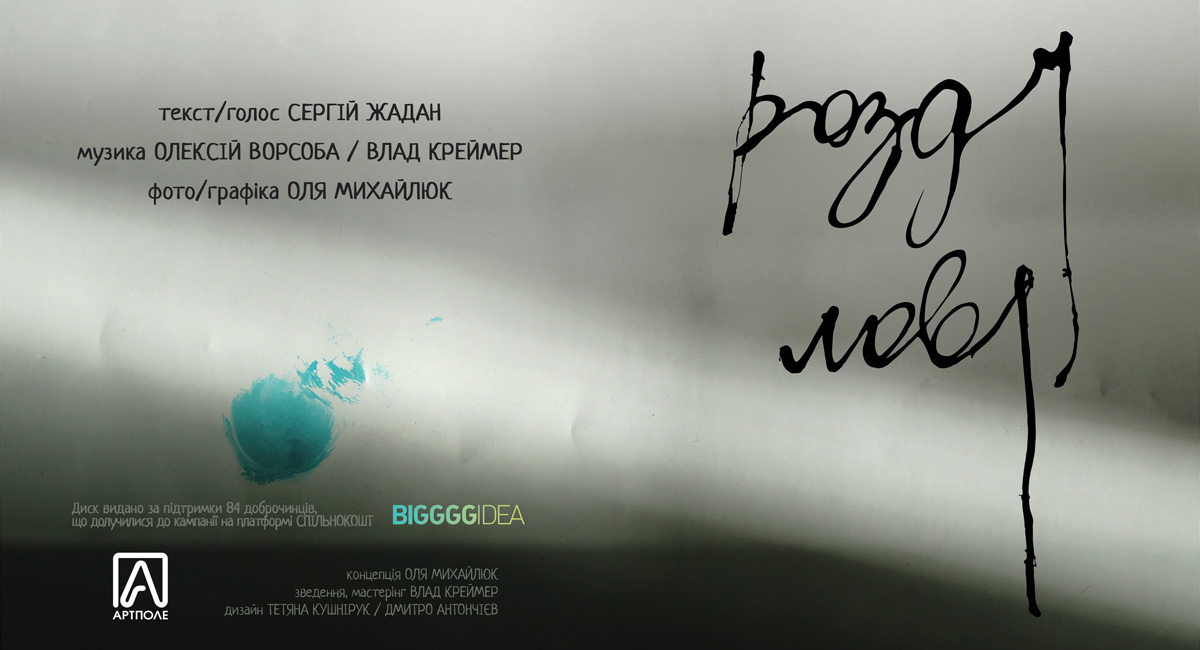 текст/голос СЕРГІЙ ЖАДАН
музика ОЛЕКСІЙ ВОРСОБА / ВЛАД КРЕЙМЕР
фото/графіка ОЛЯ МИХАЙЛЮК
розді
лові
Диск видано за підтримки 84 доброчинців,
що долучилися до кампанії на платформі СПІЛЬНОКОШТ
BIGGGGIDEA
АРТПОЛЕ
концепція ОЛЯ МИХАЙЛЮК
зведення, мастерінг ВЛАД КРЕЙМЕР
дизайн ТЕТЯНА КУШНІРУК / ДМИТРО АНТОНЧІЄВ